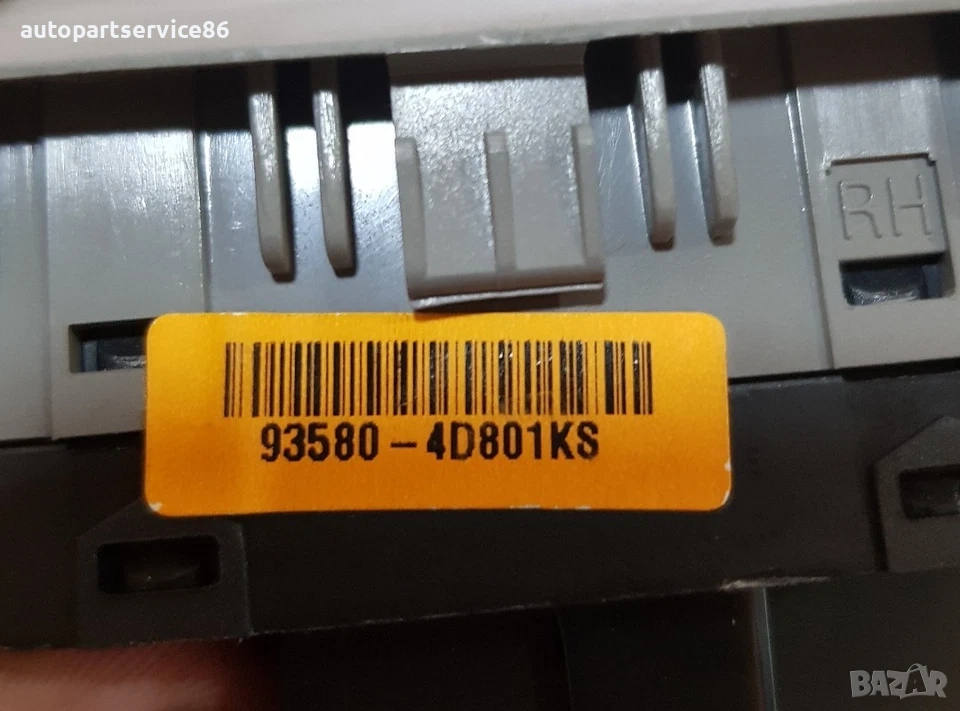 autopartservice86
RH
93580-4D801KS
BAZAR